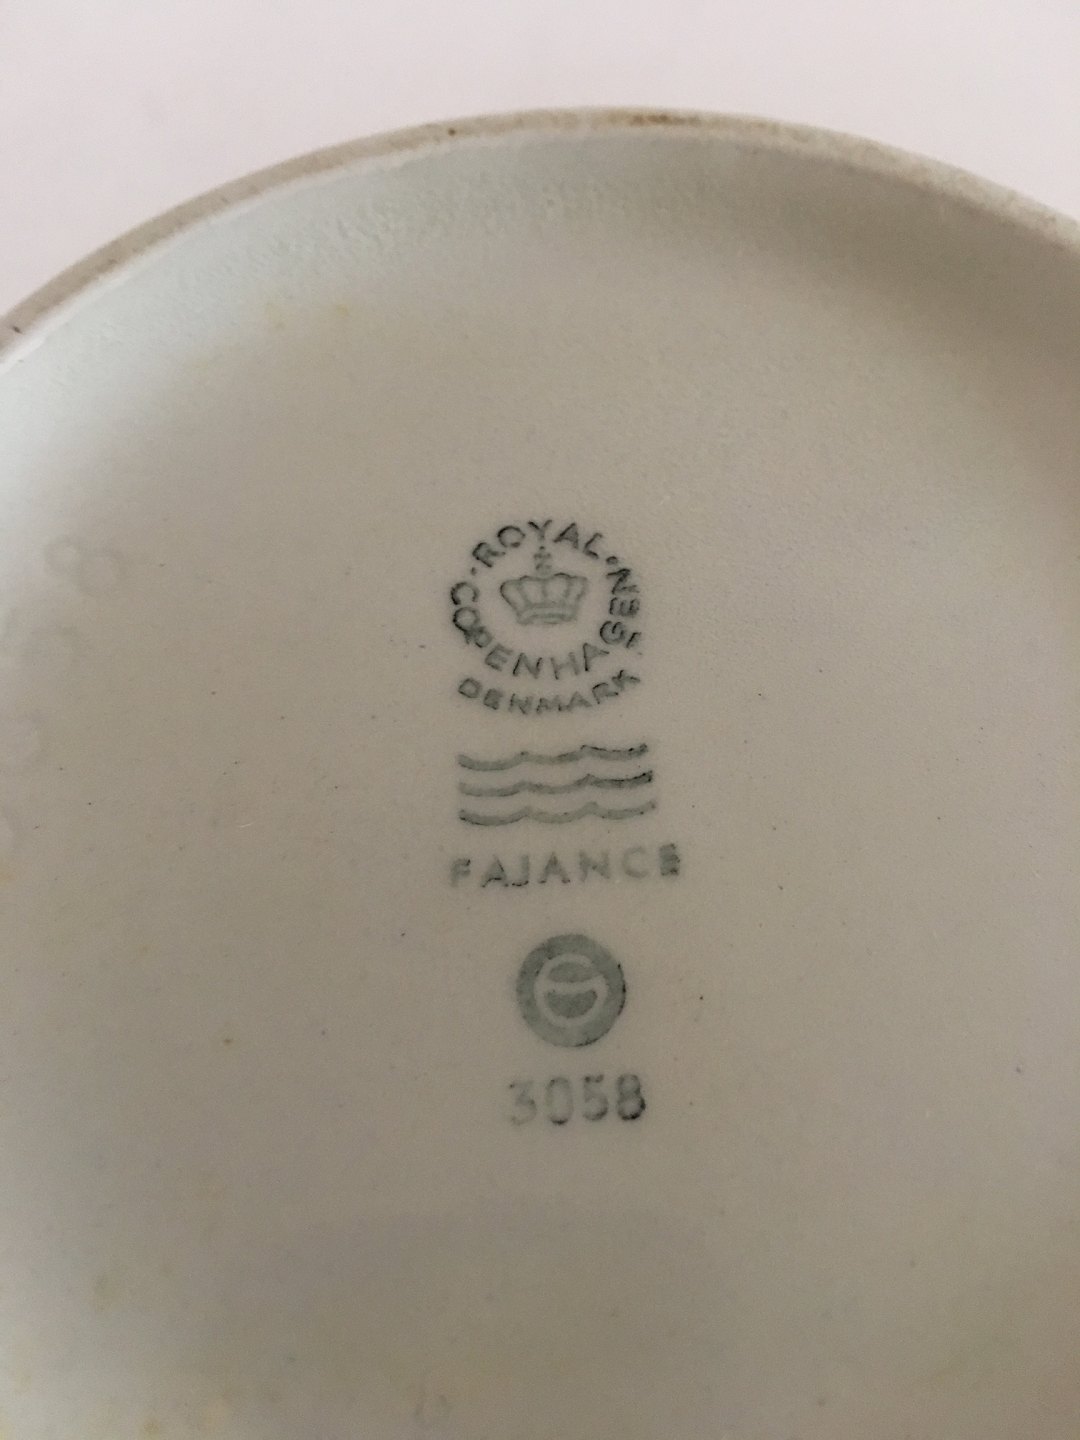 ROYAL
COPENHAGEN
DENMARK
FAJANCE
3058